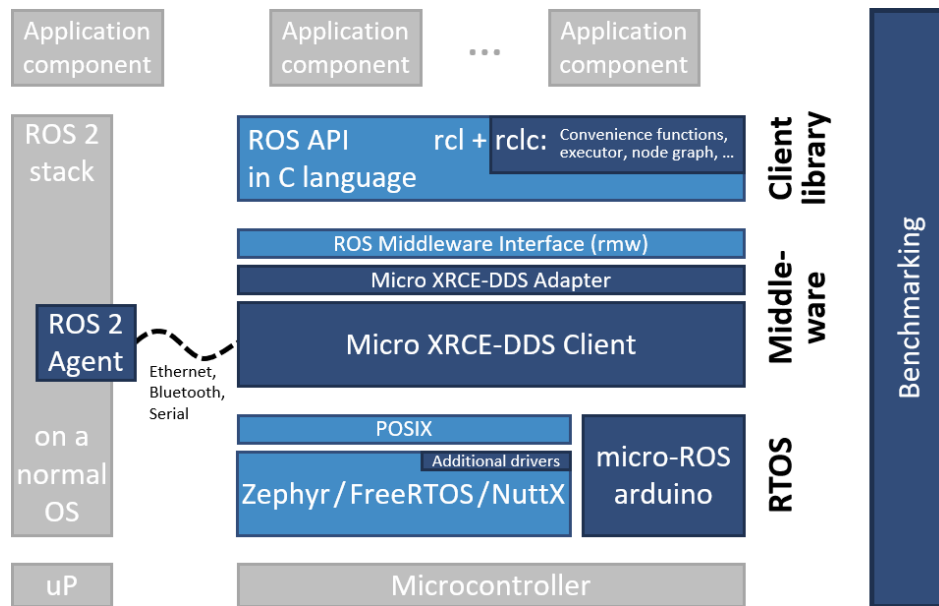 Application
component
Application
component
...
Application
component
ROS 2
stack
ROS API
in C language
rcl + rclc:
Convenience functions,
executor, node graph, ...
Client
library
ROS Middleware Interface (rmw)
Micro XRCE-DDS Adapter
Micro XRCE-DDS Client
Middle-
ware
ROS 2
Agent
Ethernet,
Bluetooth,
Serial
on a
normal
OS
POSIX
Additional drivers
Zephyr/FreeRTOS/NuttX
micro-ROS
arduino
RTOS
uP
Microcontroller
Benchmarking